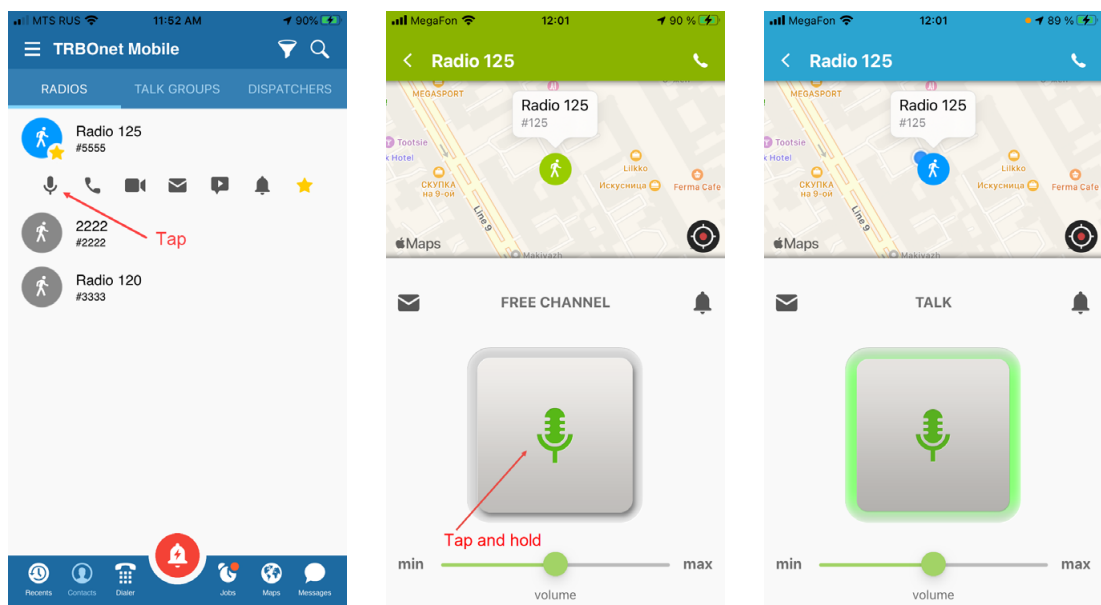 MTS RUS 11:52 AM 90%
TRBOnet Mobile
RADIOS TALK GROUPS DISPATCHERS
Radio 125
#5555
Tap
2222
#2222
Radio 120
#3333
Recents Contacts Dialer Jobs Maps Messages
MegaFon 12:01 90 %
Radio 125
MEGASPORT
Radio 125
#125
Tootsie
k Hotel
Lilkko
СКУПКА
на 9-ой
Искусница
Ferma Cafe
Line 9
Maps
Makiyazh
FREE CHANNEL
Tap and hold
min max
volume
MegaFon 12:01 89 %
Radio 125
MEGASPORT
Radio 125
#125
Tootsie
k Hotel
Lilkko
СКУПКА
на 9-ой
Искусница
Ferma Cafe
Line 9
Maps
Makiyazh
TALK
min max
volume